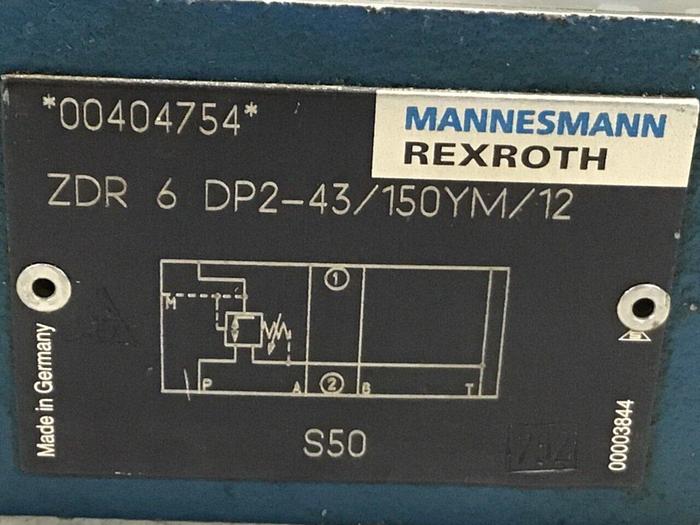 *00404754*
MANNESMANN
REXROTH
ZDR 6 DP2-43/150YM/12
1
M
P
A
2
B
T
Made in Germany
S50
00003844